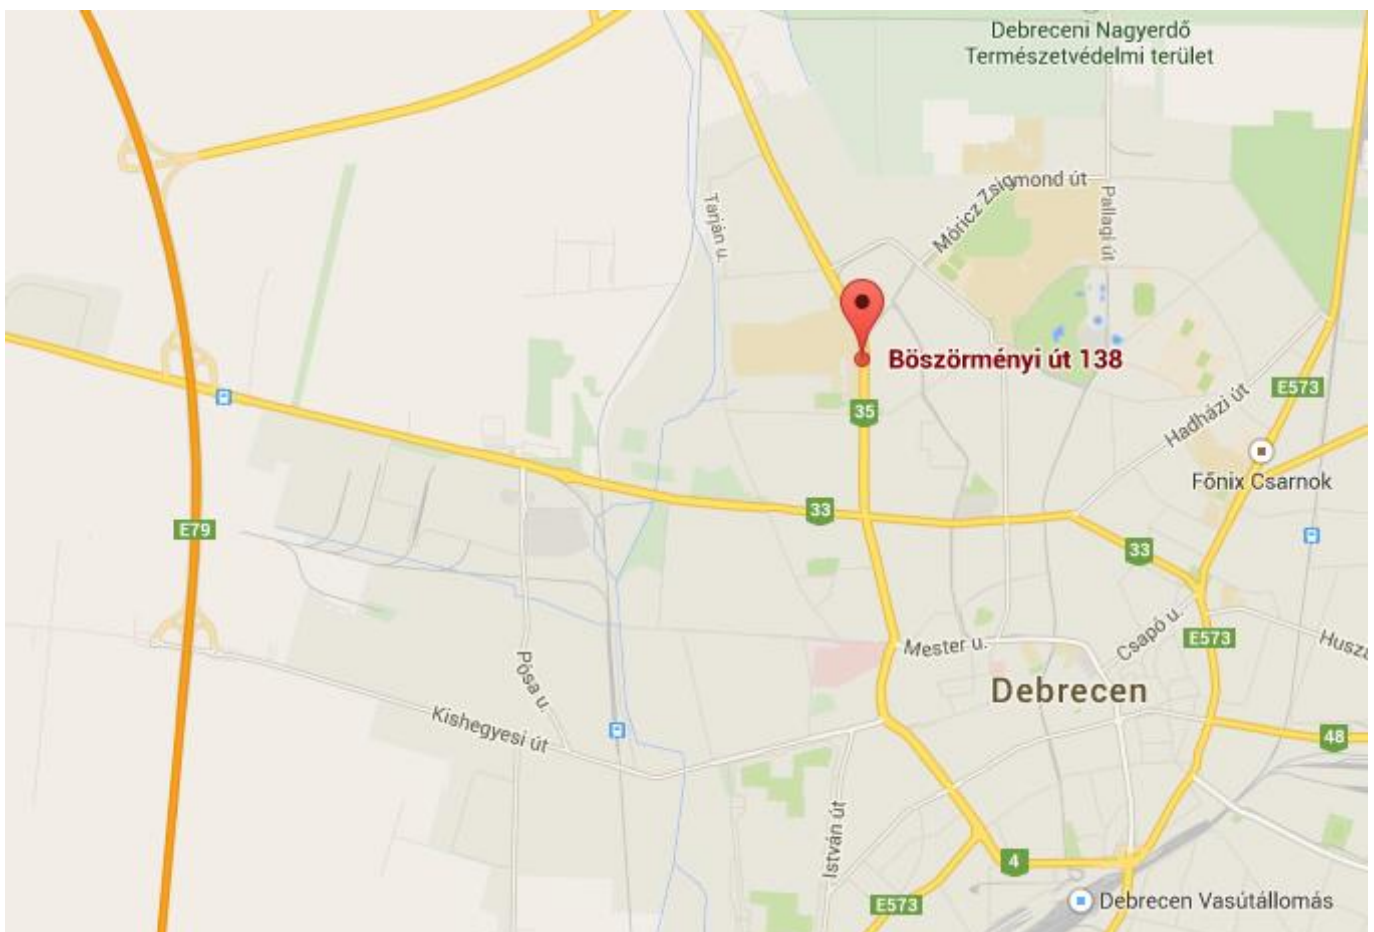 Debreceni Nagyerdő
Természetvédelmi terület
Móricz Zsigmond út
Pallagi út
Tarján u.
Böszörményi út 138
35
E573
Hadházi út
Főnix Csarnok
33
E79
33
Csapó u.
E573
Mester u.
Husza
Pósa u.
Debrecen
Kishegyesi út
48
István út
4
E573
Debrecen Vasútállomás